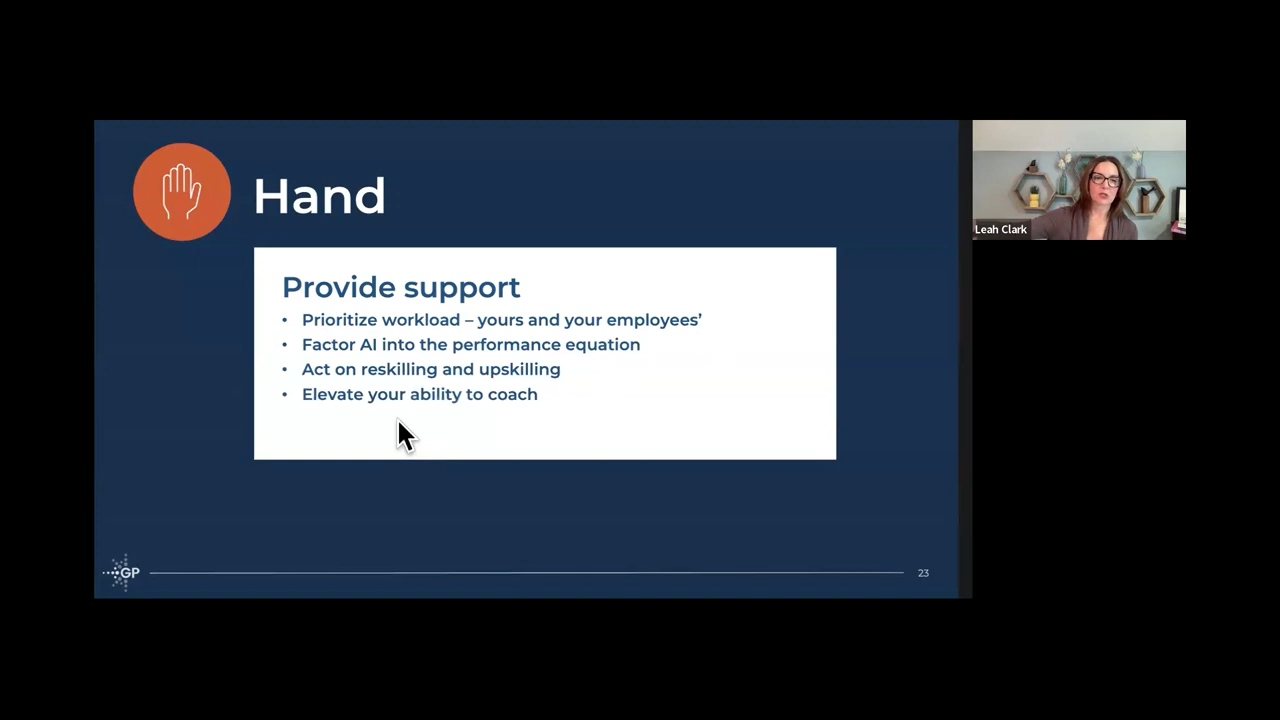 Hand
Provide support
• Prioritize workload – yours and your employees’
• Factor AI into the performance equation
• Act on reskilling and upskilling
• Elevate your ability to coach
GP
23
Leah Clark